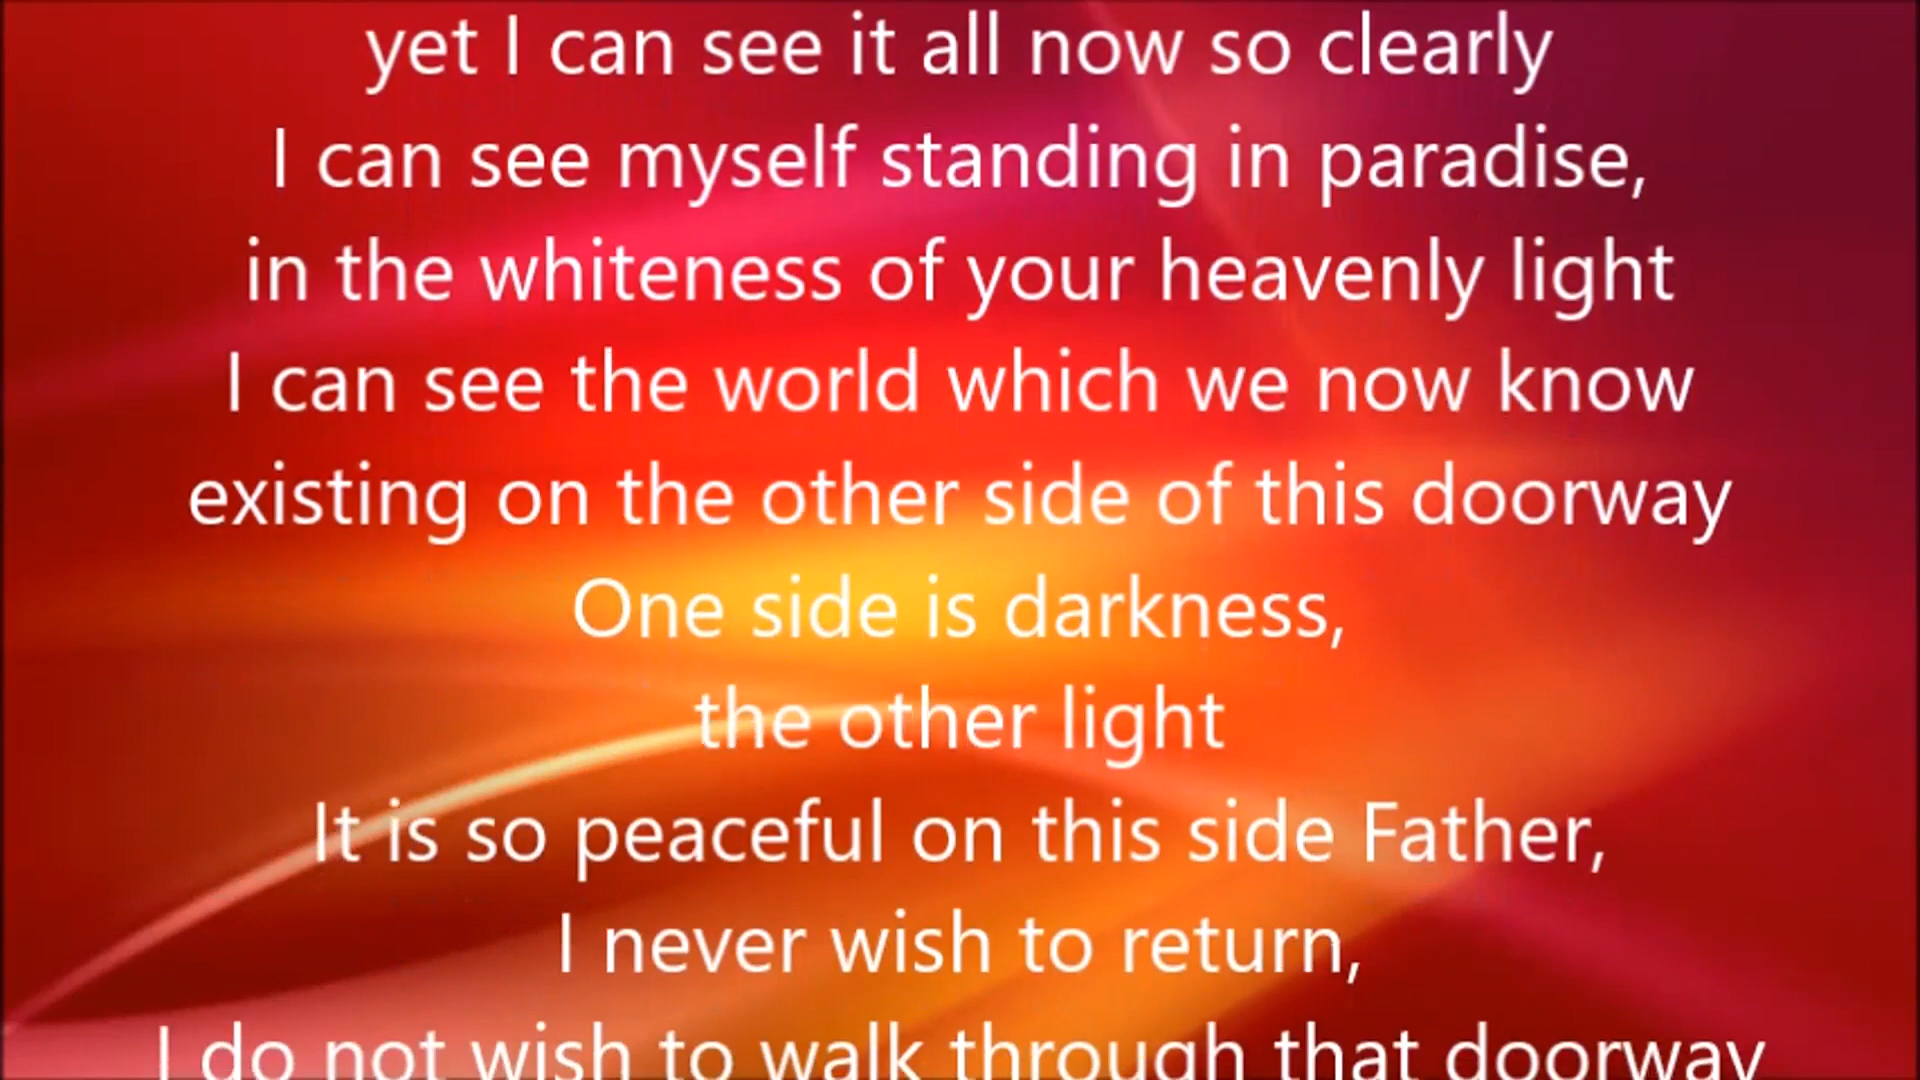 yet I can see it all now so clearly
I can see myself standing in paradise,
in the whiteness of your heavenly light
I can see the world which we now know
existing on the other side of this doorway
One side is darkness,
the other light
It is so peaceful on this side Father,
I never wish to return,
I do not wish to walk through that doorway